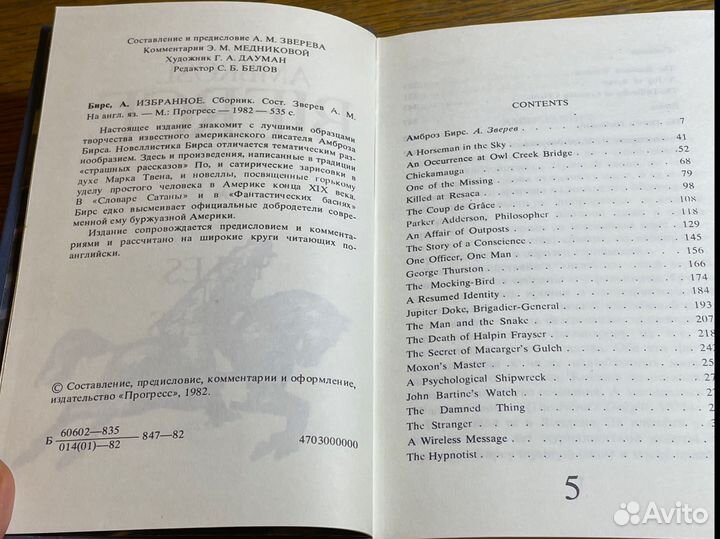 Составление и предисловие А. М. ЗВЕРЕВА
Комментарии Э. М. МЕДНИКОВОЙ
Художник Г. А. ДАУМАН
Редактор С. Б. БЕЛОВ
Бирс, А. ИЗБРАННОЕ. Сборник. Сост. Зверев А. М.
На англ. яз. — М.: Прогресс — 1982 — 535 с.
Настоящее издание знакомит с лучшими образцами
творчества известного американского писателя Амброза
Бирса. Новеллистика Бирса отличается тематическим раз-
нообразием. Здесь и произведения, написанные в традиции
«страшных рассказов» По, и сатирические зарисовки в
духе Марка Твена, и новеллы, посвященные горькому
уделу простого человека в Америке конца XIX века.
В «Словаре Сатаны» и в «Фантастических баснях»
Бирс едко высмеивает официальные добродетели совре-
менной ему буржуазной Америки.
Издание сопровождается предисловием и коммента-
риями и рассчитано на широкие круги читающих по-
английски.
© Составление, предисловие, комментарии и оформление,
издательство «Прогресс», 1982.
Б 60602—835 847—82 4703000000
014(01)—82
CONTENTS
Амброз Бирс. А. Зверев . 7
A Horseman in the Sky . 41
An Occurrence at Owl Creek Bridge . 52
Chickamauga . 68
One of the Missing . 79
Killed at Resaca . 98
The Coup de Grâce . 108
Parker Adderson, Philosopher . 118
An Affair of Outposts . 129
The Story of a Conscience . 145
One Officer, One Man . 156
George Thurston . 166
The Mocking-Bird . 174
A Resumed Identity . 184
Jupiter Doke, Brigadier-General . 193
The Man and the Snake . 207
The Death of Halpin Frayser . 218
The Secret of Macarger's Gulch . 24
Moxon's Master . 25
A Psychological Shipwreck . 2
John Bartine's Watch . 2
The Damned Thing .
The Stranger .
A Wireless Message .
The Hypnotist .
5
Avito